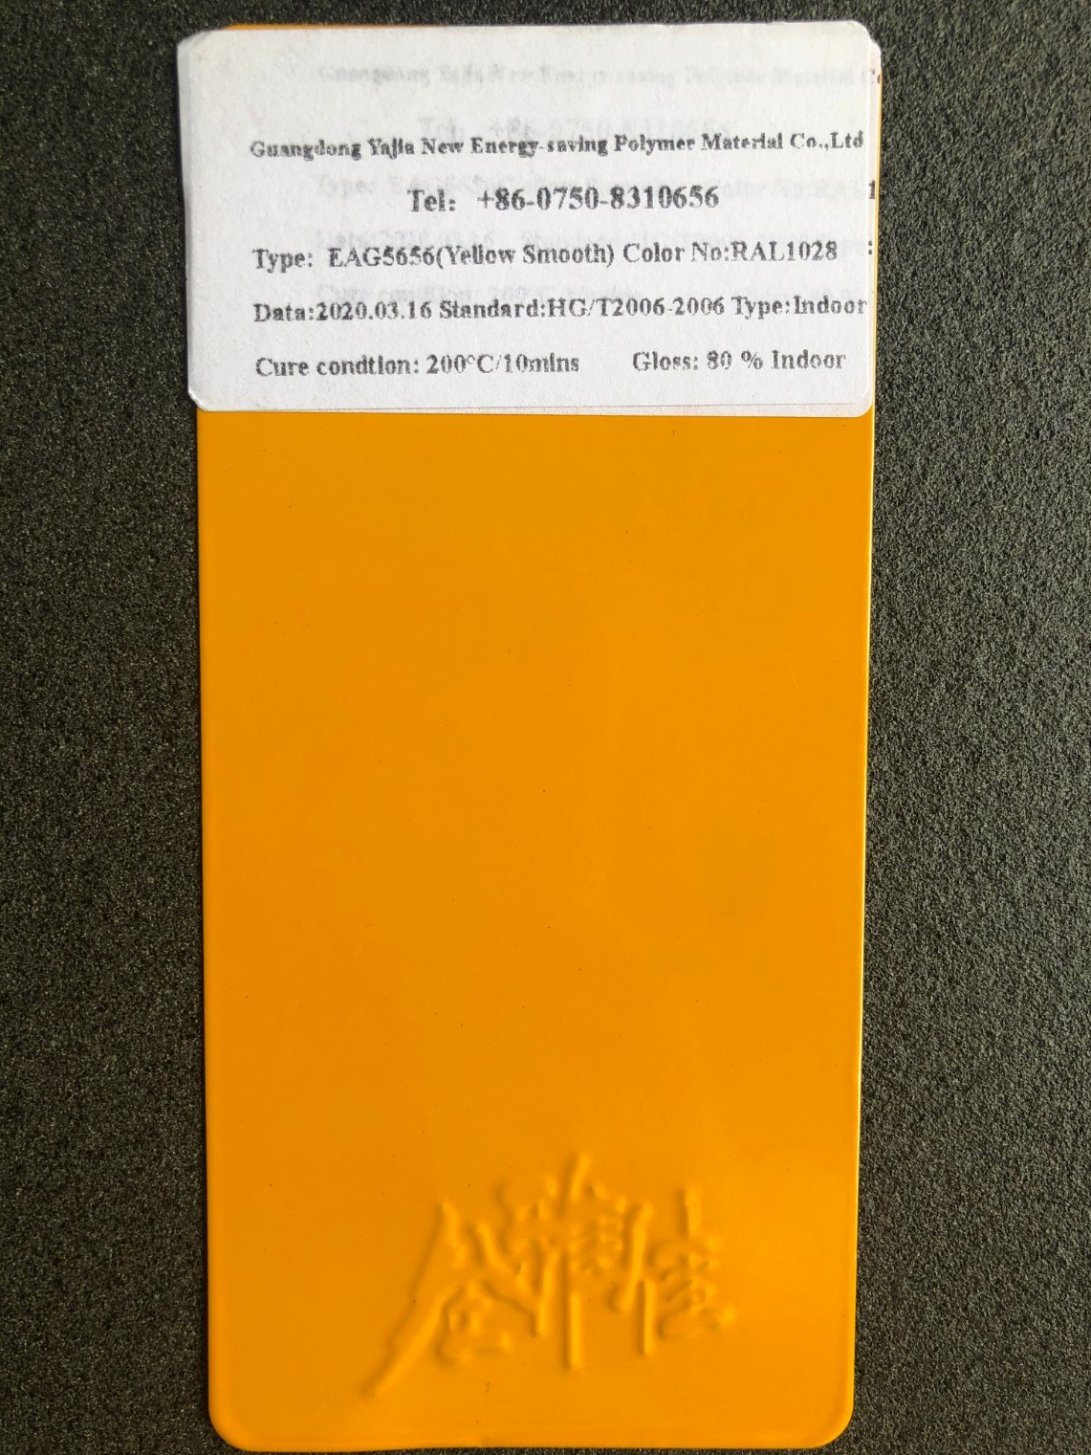 Guangdong Yajia New Energy-saving Polymer Material Co.,Ltd
Tel: +86-0750-8310656
Type: EAG5656(Yellow Smooth) Color No:RAL1028
Data:2020.03.16 Standard:HG/T2006-2006 Type:Indoor
Cure condtion: 200°C/10mins Gloss: 80 % Indoor